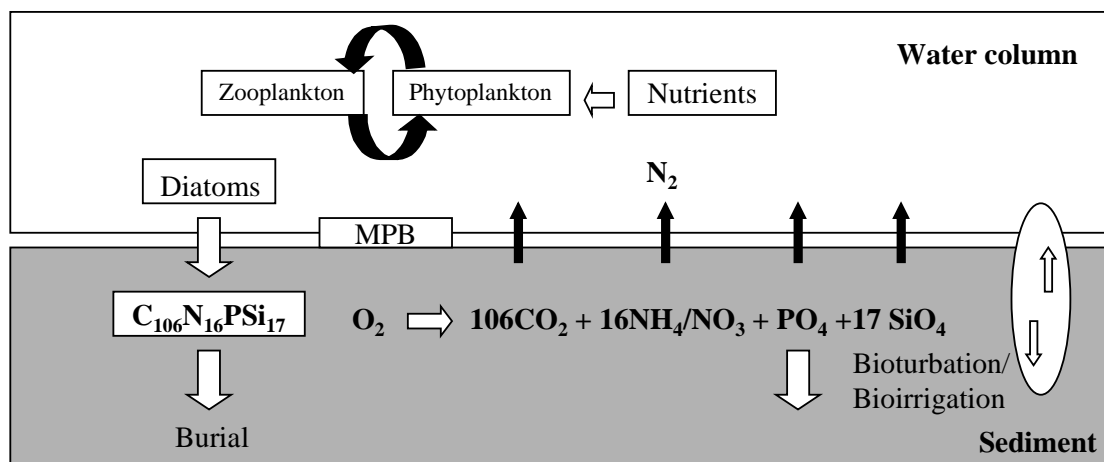 Water column
Zooplankton
Phytoplankton
Nutrients
Diatoms
N₂
MPB
C₁₀₆N₁₆PSi₁₇
O₂
106CO₂ + 16NH₄/NO₃ + PO₄ +17 SiO₄
Bioturbation/
Bioirrigation
Burial
Sediment